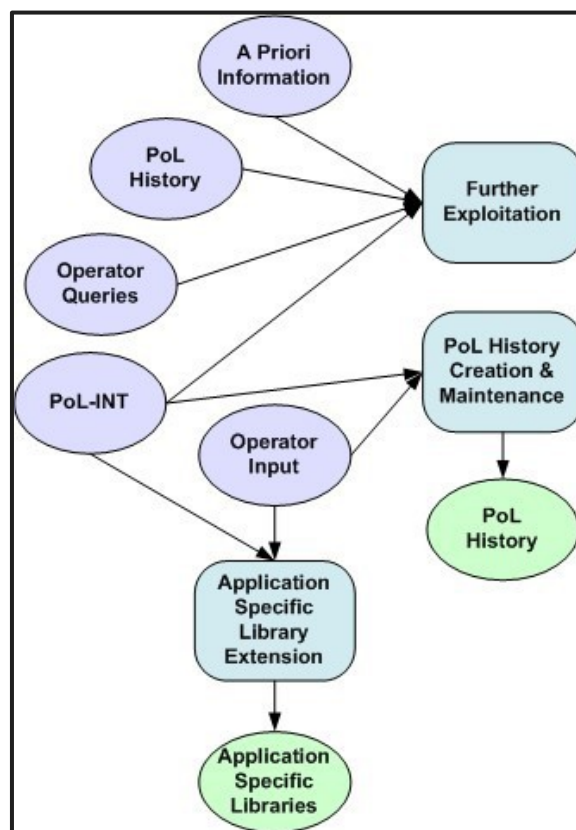 A Priori
Information
PoL
History
Further
Exploitation
Operator
Queries
PoL History
Creation &
Maintenance
PoL-INT
Operator
Input
PoL
History
Application
Specific
Library
Extension
Application
Specific
Libraries